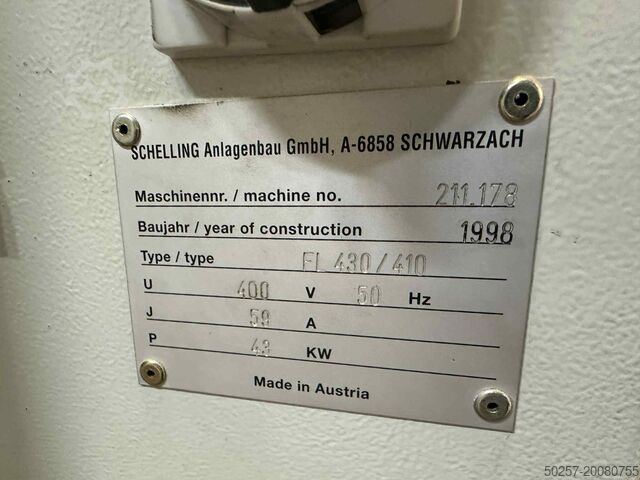 SCHELLING Anlagenbau GmbH, A-6858 SCHWARZACH
Maschinennr. / machine no. 211.178
Baujahr / year of construction 1998
Type / type FL 430/410
U 400 V 50 Hz
J 59 A
P 43 KW
Made in Austria
50257-20080755